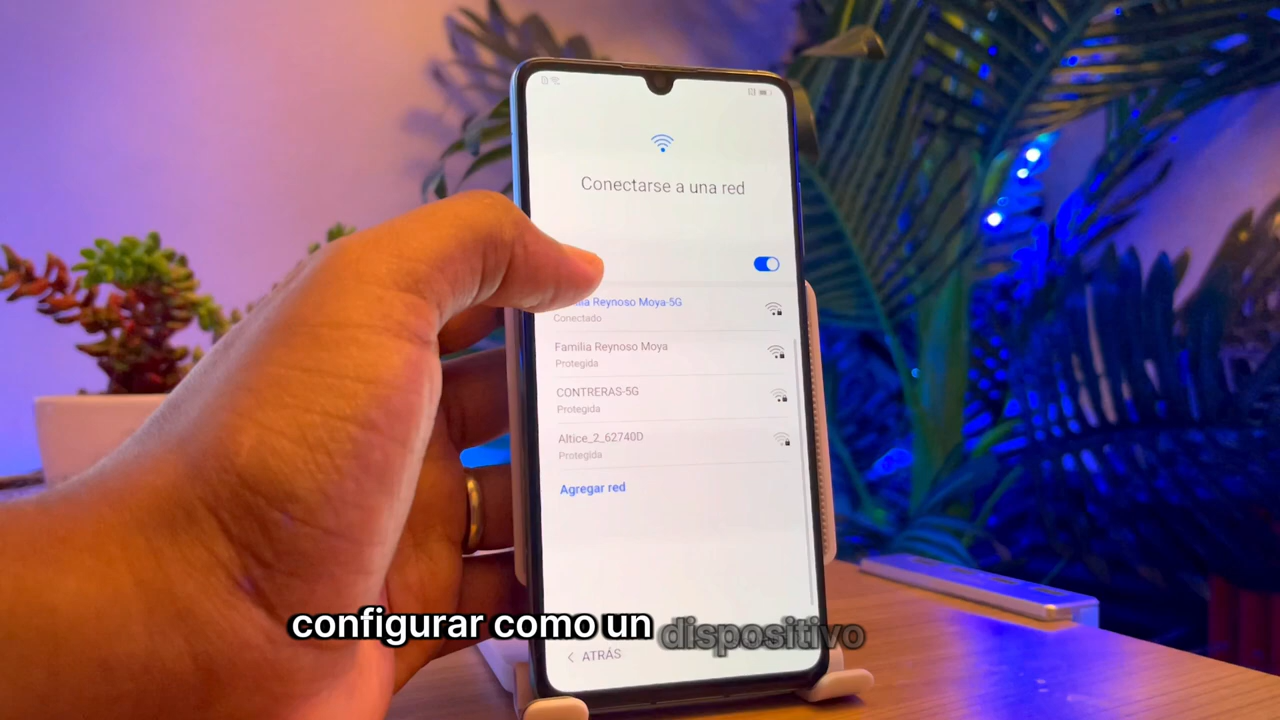 Conectarse a una red
Reynoso Moya-5G
Conectado
Familia Reynoso Moya
Protegida
CONTRERAS-5G
Protegida
Altice_2_62740D
Protegida
Agregar red
configurar como un dispositivo
ATRÁS